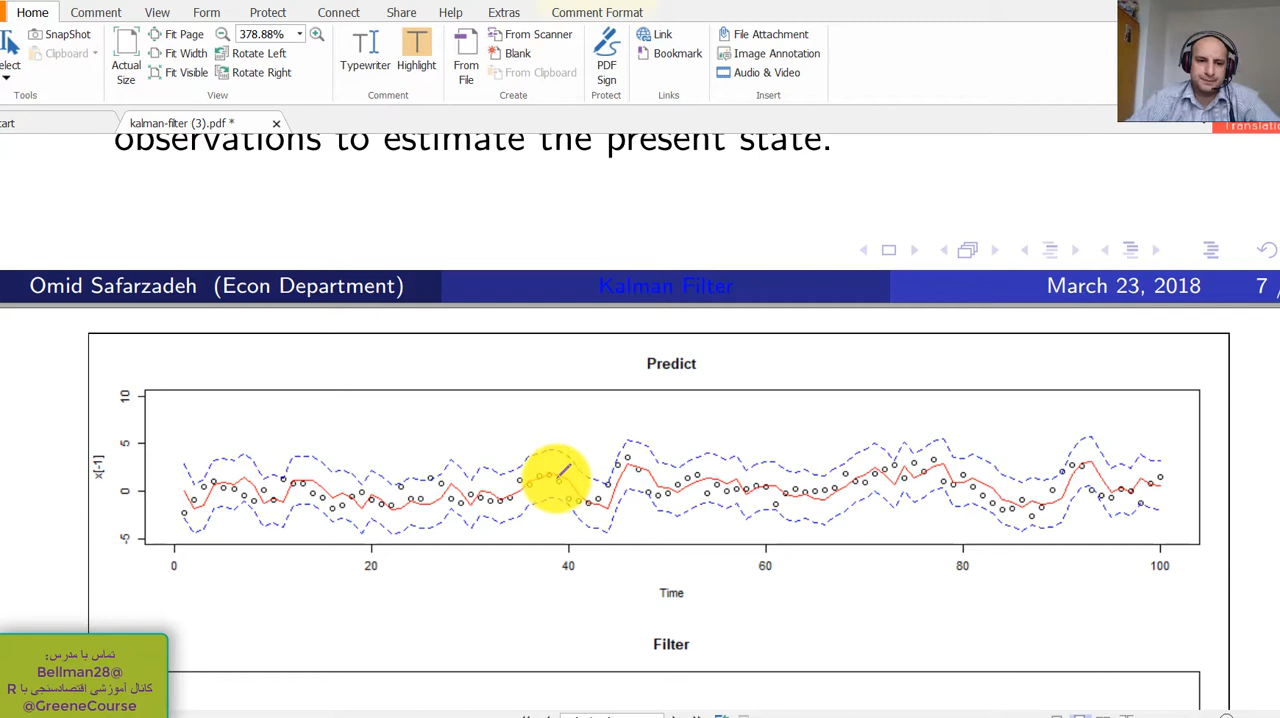 Home Comment View Form Protect Connect Share Help Extras Comment Format
SnapShot
Clipboard
Tools
Actual
Size
Fit Page
Fit Width
Fit Visible
378.88%
Rotate Left
Rotate Right
View
Typewriter
Highlight
Comment
From
File
From Scanner
Blank
From Clipboard
Create
PDF
Sign
Protect
Link
Bookmark
Links
File Attachment
Image Annotation
Audio & Video
Insert
kalman-filter (3).pdf *
observations to estimate the present state.
Omid Safarzadeh (Econ Department) Kalman Filter March 23, 2018 7 /
Predict
x[-1]
10
5
0
-5
0 20 40 60 80 100
Time
Filter
تماس با مدرس:
@Bellman28
کانال آموزشی اقتصادسنجی با R
@GreeneCourse